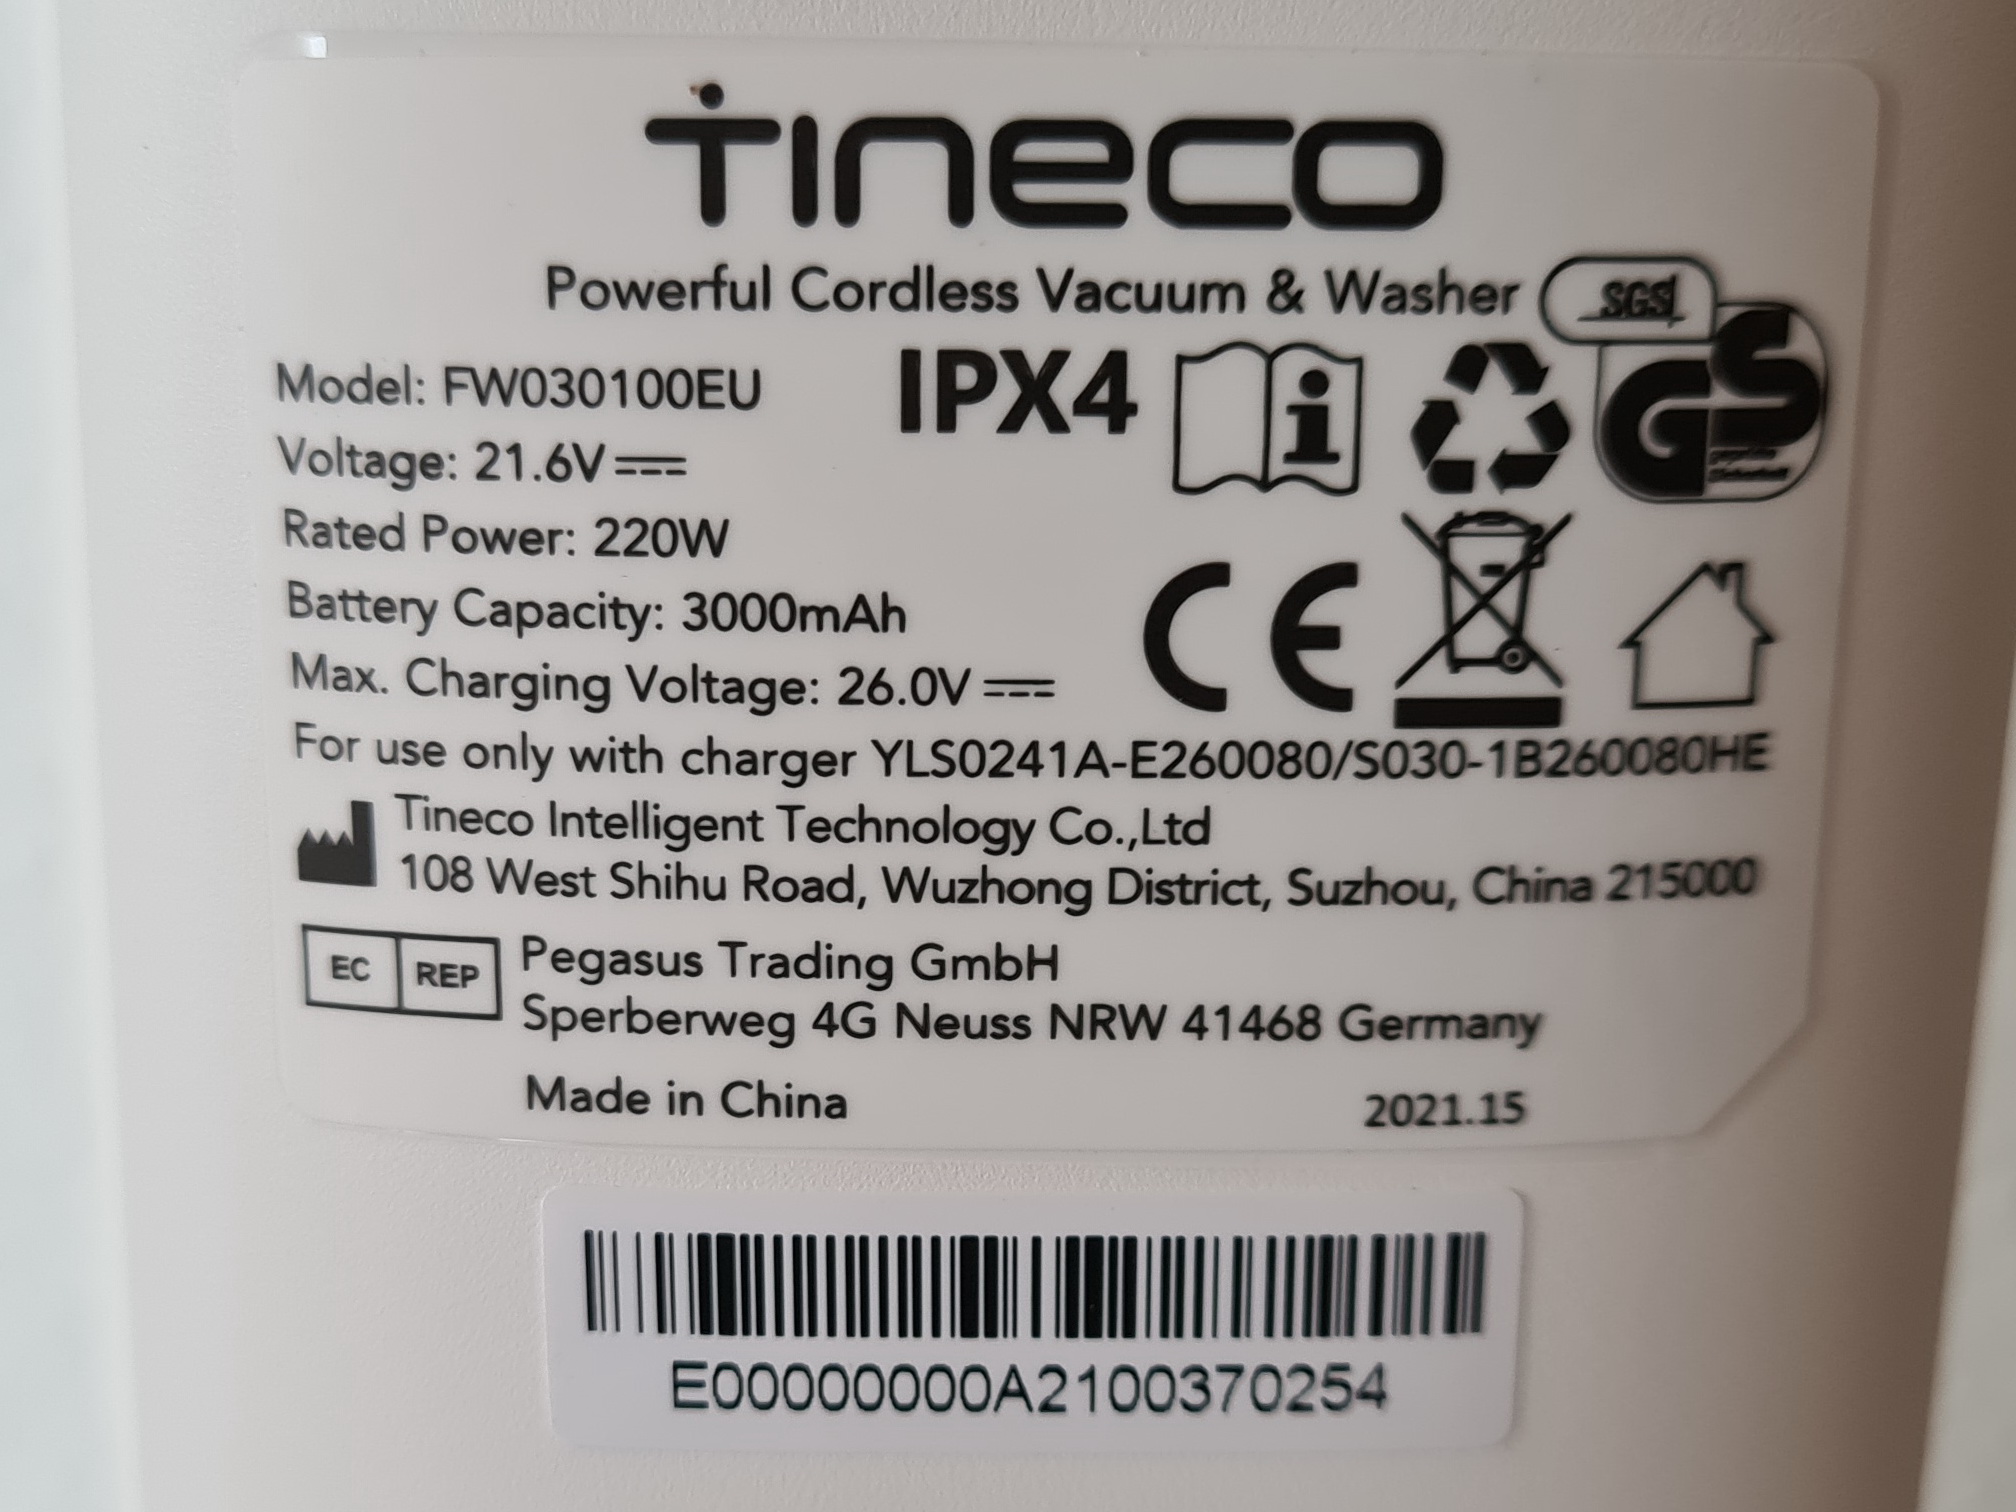 TINECO
Powerful Cordless Vacuum & Washer
SGS
GS
Model: FW030100EU
IPX4
Voltage: 21.6V
Rated Power: 220W
Battery Capacity: 3000mAh
CE
Max. Charging Voltage: 26.0V
For use only with charger YLS0241A-E260080/S030-1B260080HE
Tineco Intelligent Technology Co.,Ltd
108 West Shihu Road, Wuzhong District, Suzhou, China 215000
EC REP
Pegasus Trading GmbH
Sperberweg 4G Neuss NRW 41468 Germany
Made in China
2021.15
E00000000A2100370254